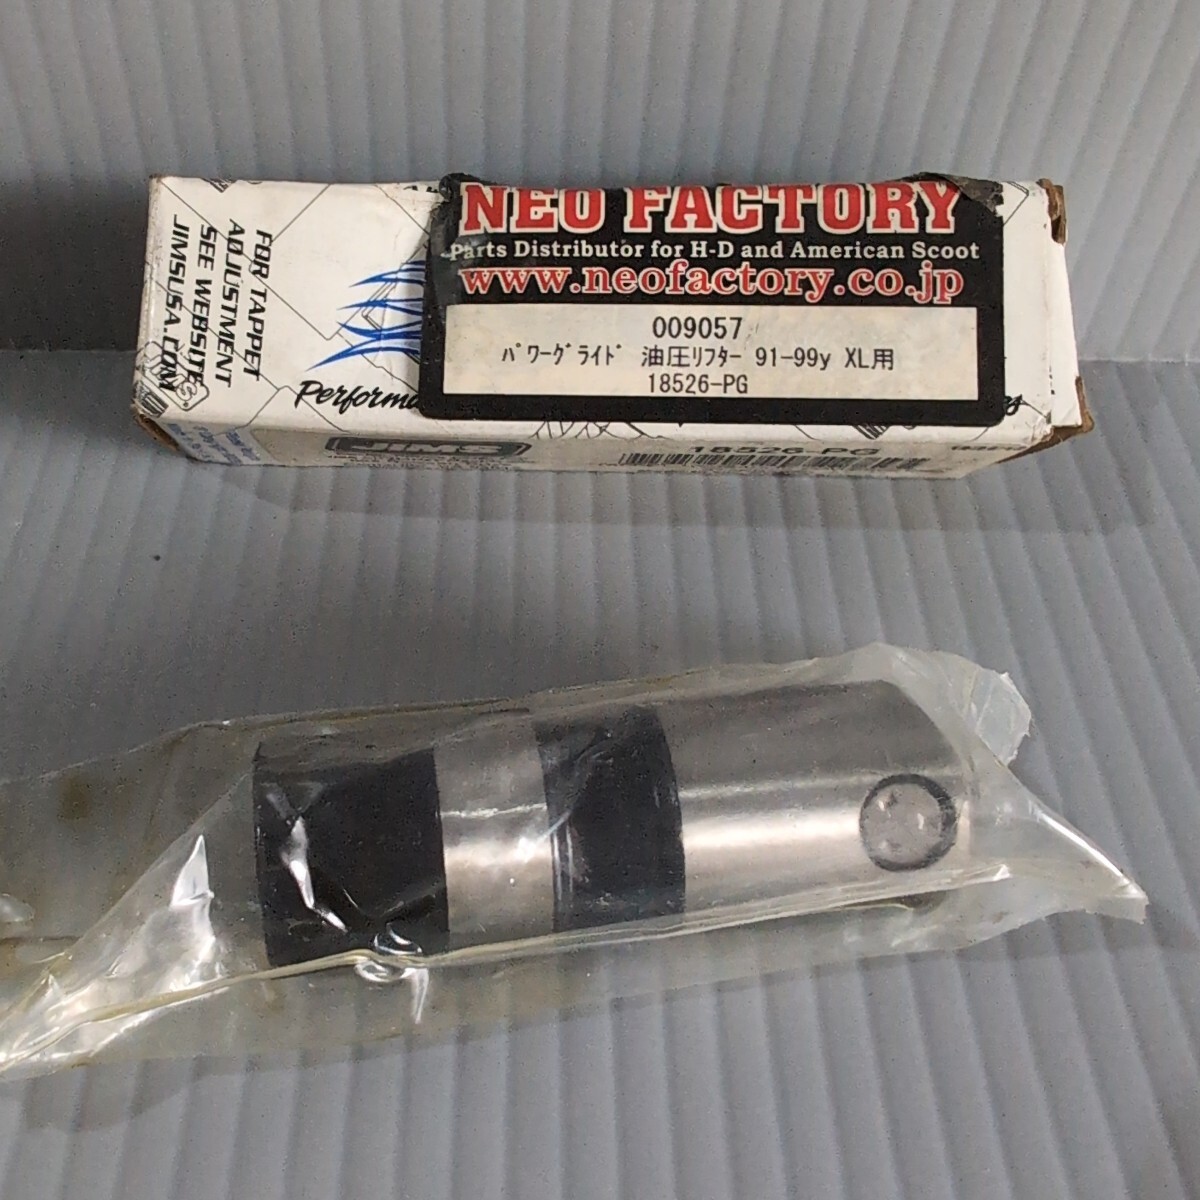 NEO FACTORY
Parts Distributor for H-D and American Scoot
www.neofactory.co.jp
009057
ﾊﾟﾜｰｸﾞﾗｲﾄﾞ 油圧ﾘﾌﾀｰ 91-99y XL用
18526-PG
FOR TAPPET
ADJUSTMENT
SEE WEBSITE
JIMSUSA.COM
JIMS
18526-PG